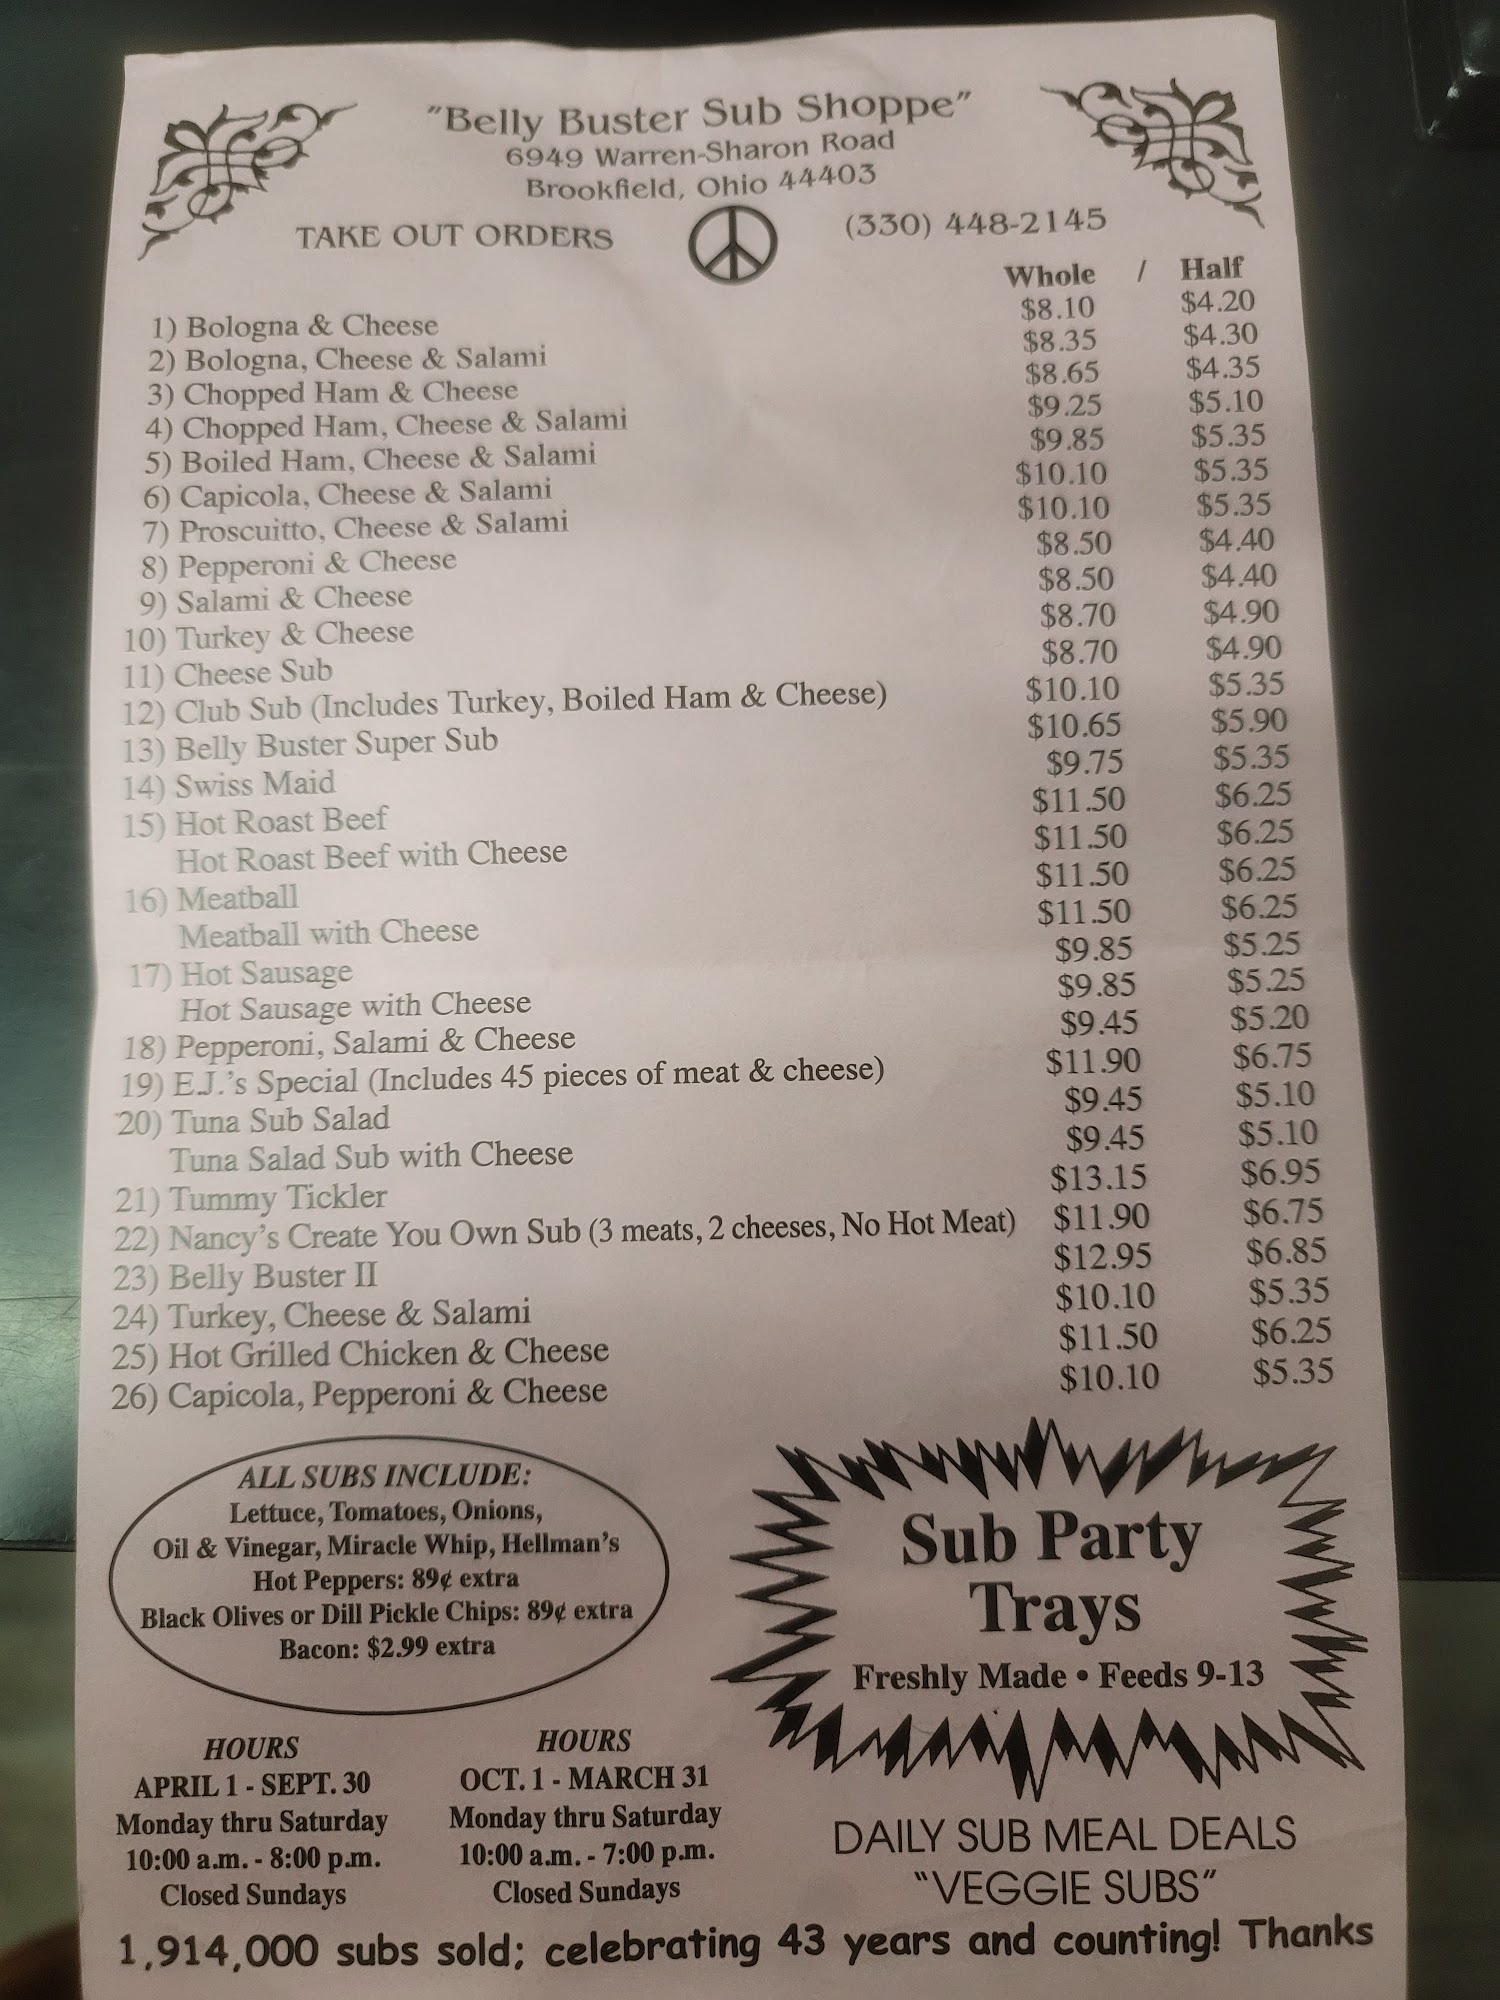 "Belly Buster Sub Shoppe"
6949 Warren-Sharon Road
Brookfield, Ohio 44403
TAKE OUT ORDERS (330) 448-2145
Whole / Half
1) Bologna & Cheese $8.10 $4.20
2) Bologna, Cheese & Salami $8.35 $4.30
3) Chopped Ham & Cheese $8.65 $4.35
4) Chopped Ham, Cheese & Salami $9.25 $5.10
5) Boiled Ham, Cheese & Salami $9.85 $5.35
6) Capicola, Cheese & Salami $10.10 $5.35
7) Proscuitto, Cheese & Salami $10.10 $5.35
8) Pepperoni & Cheese $8.50 $4.40
9) Salami & Cheese $8.50 $4.40
10) Turkey & Cheese $8.70 $4.90
11) Cheese Sub $8.70 $4.90
12) Club Sub (Includes Turkey, Boiled Ham & Cheese) $10.10 $5.35
13) Belly Buster Super Sub $10.65 $5.90
14) Swiss Maid $9.75 $5.35
15) Hot Roast Beef $11.50 $6.25
Hot Roast Beef with Cheese $11.50 $6.25
16) Meatball $11.50 $6.25
Meatball with Cheese $11.50 $6.25
17) Hot Sausage $9.85 $5.25
Hot Sausage with Cheese $9.85 $5.25
18) Pepperoni, Salami & Cheese $9.45 $5.20
19) E.J.'s Special (Includes 45 pieces of meat & cheese) $11.90 $6.75
20) Tuna Sub Salad $9.45 $5.10
Tuna Salad Sub with Cheese $9.45 $5.10
21) Tummy Tickler $13.15 $6.95
22) Nancy's Create You Own Sub (3 meats, 2 cheeses, No Hot Meat) $11.90 $6.75
23) Belly Buster II $12.95 $6.85
24) Turkey, Cheese & Salami $10.10 $5.35
25) Hot Grilled Chicken & Cheese $11.50 $6.25
26) Capicola, Pepperoni & Cheese $10.10 $5.35
ALL SUBS INCLUDE:
Lettuce, Tomatoes, Onions,
Oil & Vinegar, Miracle Whip, Hellman's
Hot Peppers: 89¢ extra
Black Olives or Dill Pickle Chips: 89¢ extra
Bacon: $2.99 extra
Sub Party
Trays
Freshly Made • Feeds 9-13
HOURS
APRIL 1 - SEPT. 30
Monday thru Saturday
10:00 a.m. - 8:00 p.m.
Closed Sundays
HOURS
OCT. 1 - MARCH 31
Monday thru Saturday
10:00 a.m. - 7:00 p.m.
Closed Sundays
DAILY SUB MEAL DEALS
"VEGGIE SUBS"
1,914,000 subs sold; celebrating 43 years and counting! Thanks